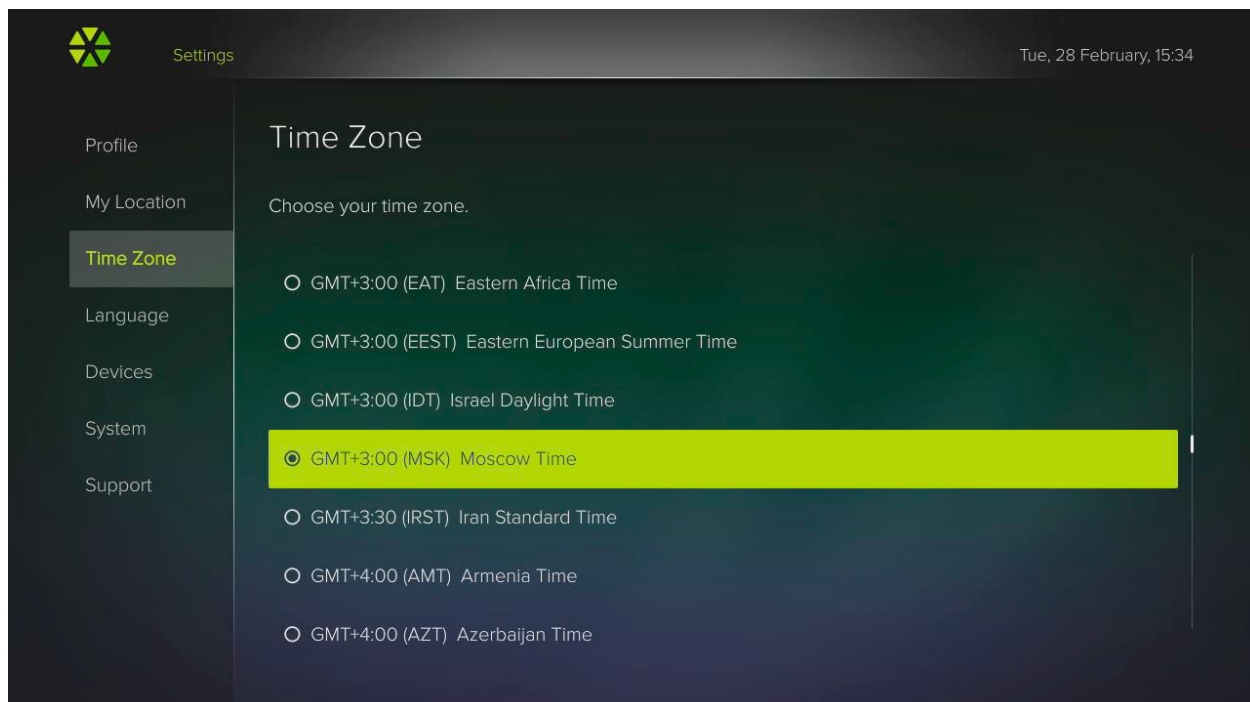 Settings
Tue, 28 February, 15:34
Profile
My Location
Time Zone
Language
Devices
System
Support
Time Zone
Choose your time zone.
GMT+3:00 (EAT) Eastern Africa Time
GMT+3:00 (EEST) Eastern European Summer Time
GMT+3:00 (IDT) Israel Daylight Time
GMT+3:00 (MSK) Moscow Time
GMT+3:30 (IRST) Iran Standard Time
GMT+4:00 (AMT) Armenia Time
GMT+4:00 (AZT) Azerbaijan Time